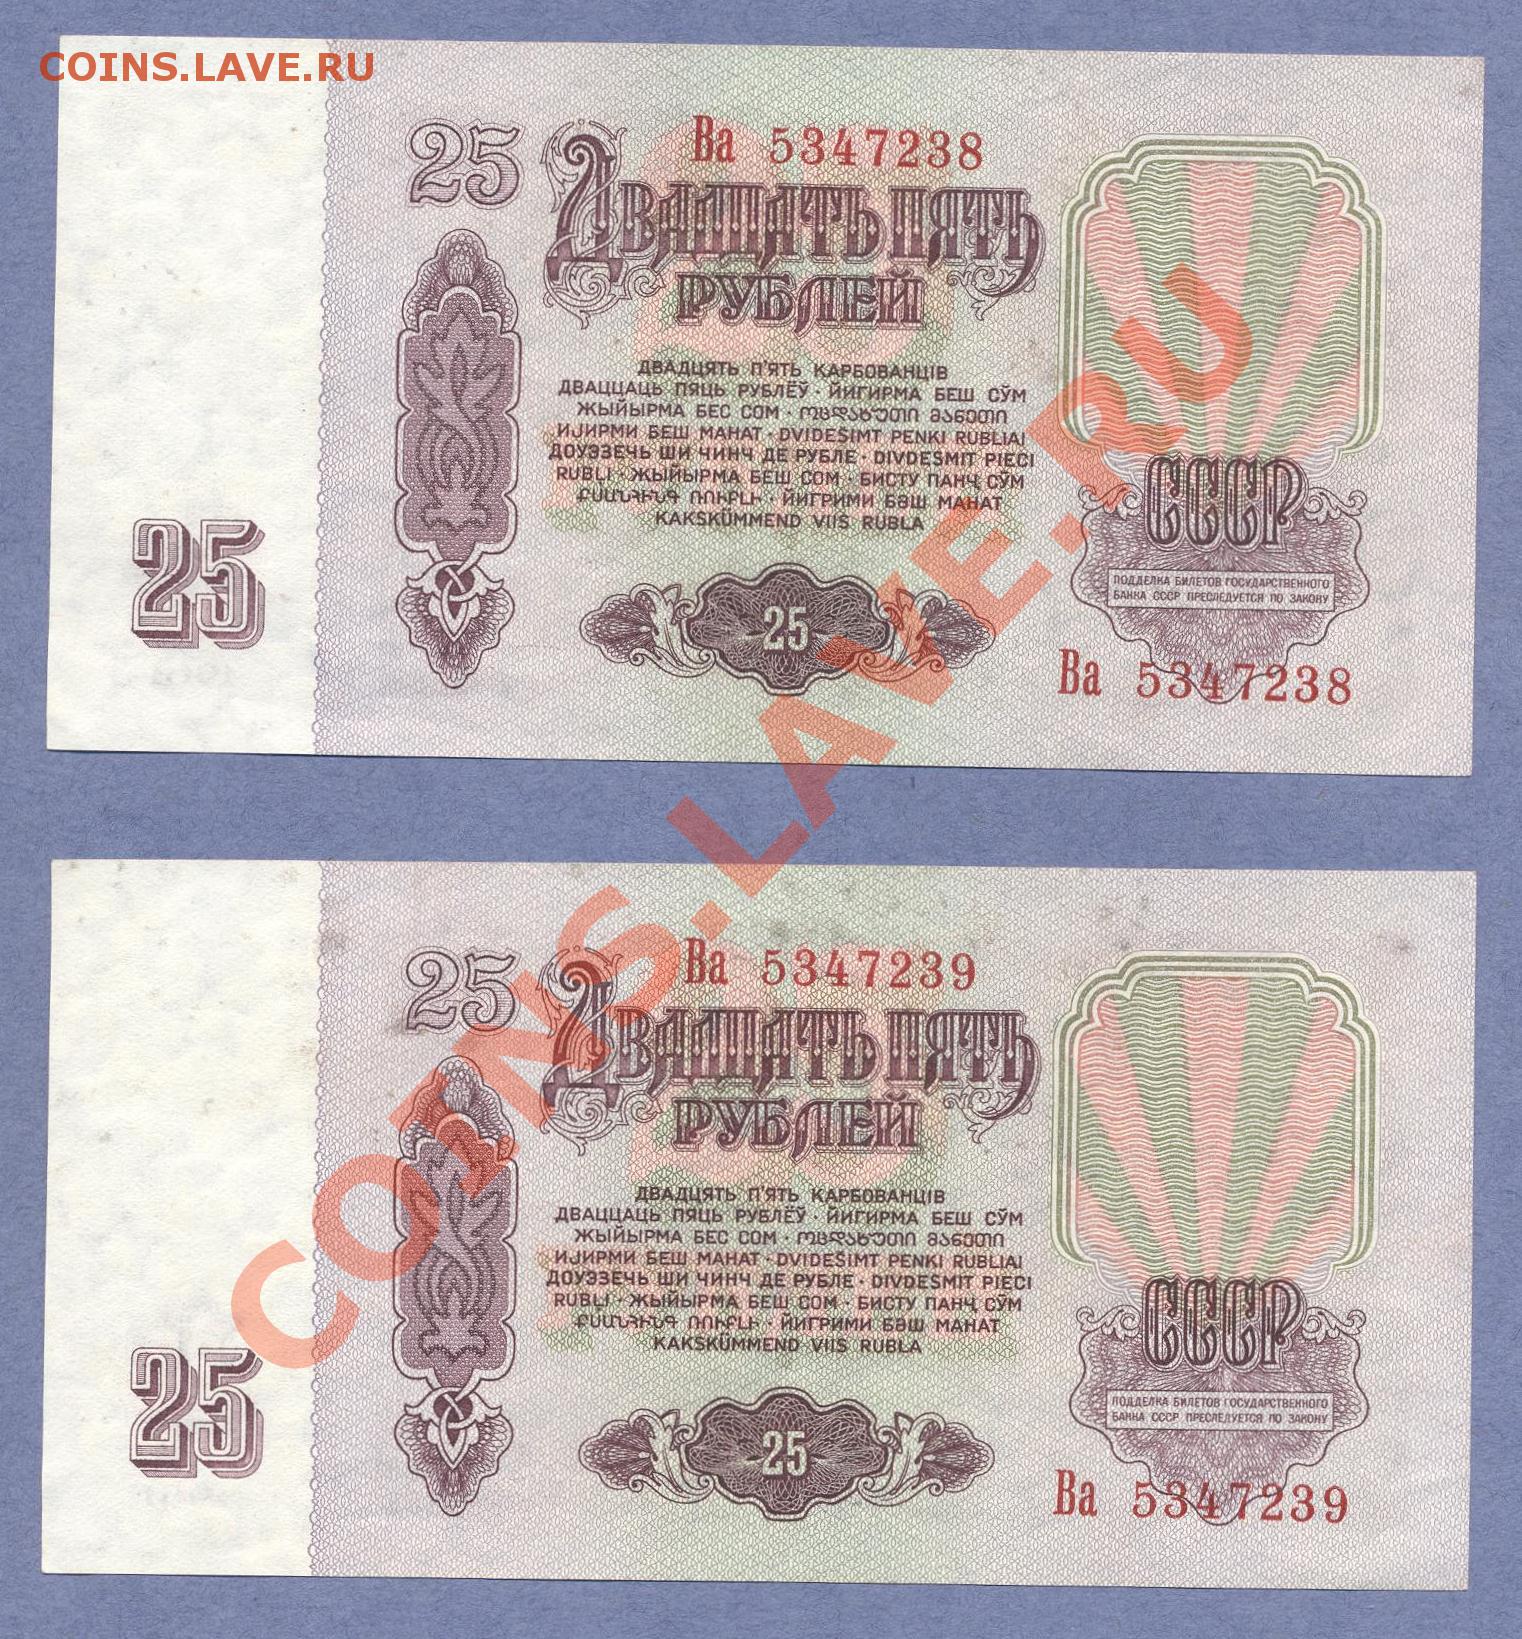 COINS.LAVE.RU
25
Ва 5347238
Двадцать пять
рублей
ДВАДЦЯТЬ П'ЯТЬ КАРБОВАНЦІВ
ДВАЦЦАЦЬ ПЯЦЬ РУБЛЁЎ · ЙИГИРМА БЕШ СЎМ
ЖЫЙЫРМА БЕС СОМ · ᲝᲪᲓᲐᲮᲣᲗᲘ ᲛᲐᲜᲔᲗᲘ
ИЈИРМИ БЕШ МАНАТ · DVIDEŠIMT PENKI RUBLIAI
ДОУЭЗЕЧЬ ШИ ЧИНЧ ДЕ РУБЛЕ · DIVDESMIT PIECI
RUBLI · ЖЫЙЫРМА БЕШ СОМ · БИСТУ ПАНҶ СЎМ
ՔՍԱՆՀԻՆԳ ՌՈՒԲԼԻ · ЙИГРИМИ БӘШ МАНАТ
KAKSKÜMMEND VIIS RUBLA
СССР
25
ПОДДЕЛКА БИЛЕТОВ ГОСУДАРСТВЕННОГО
БАНКА СССР ПРЕСЛЕДУЕТСЯ ПО ЗАКОНУ
25
Ва 5347238
COINS.LAVE.RU
25
Ва 5347239
Двадцать пять
рублей
ДВАДЦЯТЬ П'ЯТЬ КАРБОВАНЦІВ
ДВАЦЦАЦЬ ПЯЦЬ РУБЛЁЎ · ЙИГИРМА БЕШ СЎМ
ЖЫЙЫРМА БЕС СОМ · ᲝᲪᲓᲐᲮᲣᲗᲘ ᲛᲐᲜᲔᲗᲘ
ИЈИРМИ БЕШ МАНАТ · DVIDEŠIMT PENKI RUBLIAI
ДОУЭЗЕЧЬ ШИ ЧИНЧ ДЕ РУБЛЕ · DIVDESMIT PIECI
RUBLI · ЖЫЙЫРМА БЕШ СОМ · БИСТУ ПАНҶ СЎМ
ՔՍԱՆՀԻՆԳ ՌՈՒԲԼԻ · ЙИГРИМИ БӘШ МАНАТ
KAKSKÜMMEND VIIS RUBLA
СССР
25
ПОДДЕЛКА БИЛЕТОВ ГОСУДАРСТВЕННОГО
БАНКА СССР ПРЕСЛЕДУЕТСЯ ПО ЗАКОНУ
25
Ва 5347239